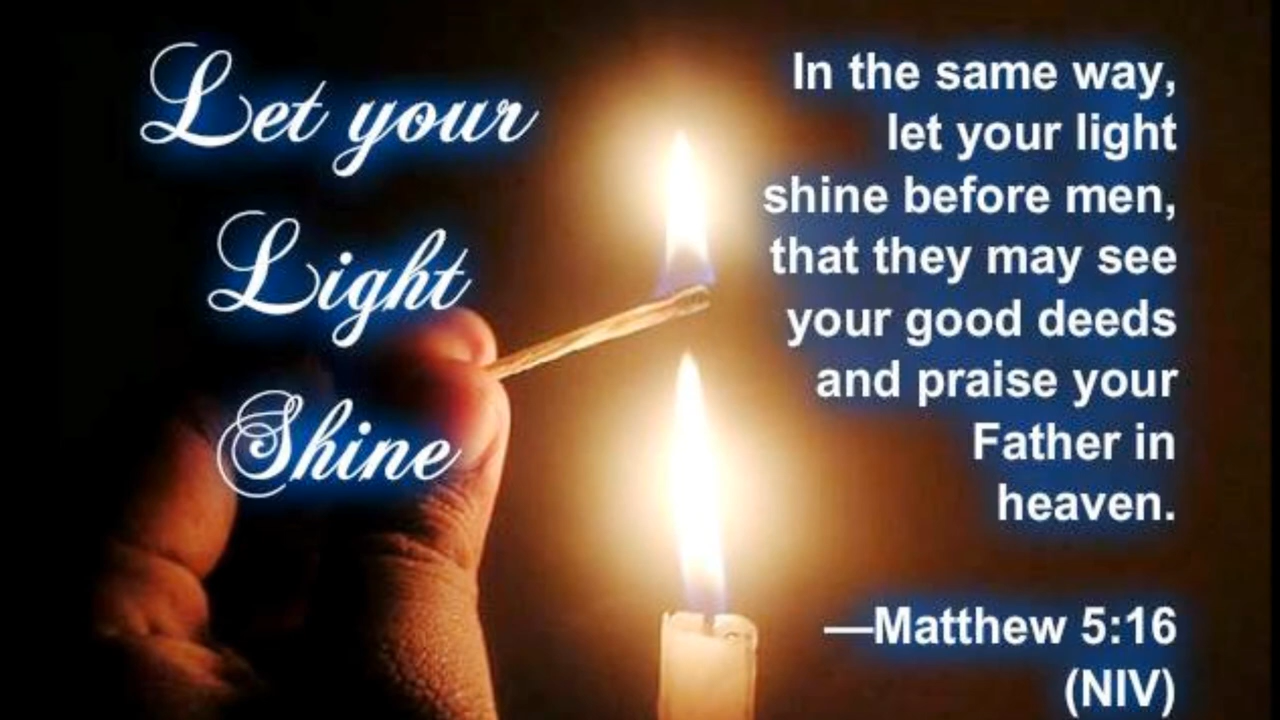 Let your
Light
Shine
In the same way,
let your light
shine before men,
that they may see
your good deeds
and praise your
Father in
heaven.
—Matthew 5:16
(NIV)